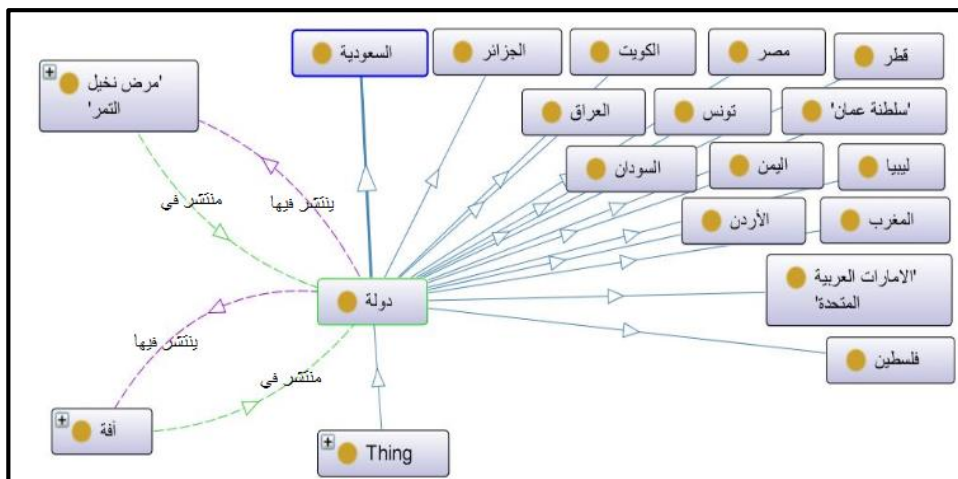 السعودية
الجزائر
الكويت
مصر
قطر
'مرض نخيل
التمر'
العراق
تونس
'سلطنة عمان'
السودان
اليمن
ليبيا
منتشر في
ينتشر فيها
الأردن
المغرب
دولة
'الامارات العربية
المتحدة'
ينتشر فيها
فلسطين
منتشر في
آفة
Thing